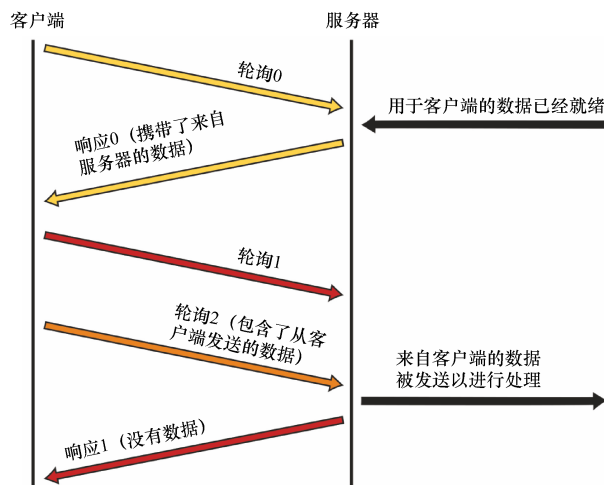 客户端
服务器
轮询0
用于客户端的数据已经就绪
响应0（携带了来自
服务器的数据）
轮询1
轮询2（包含了从客
户端发送的数据）
来自客户端的数据
被发送以进行处理
响应1（没有数据）